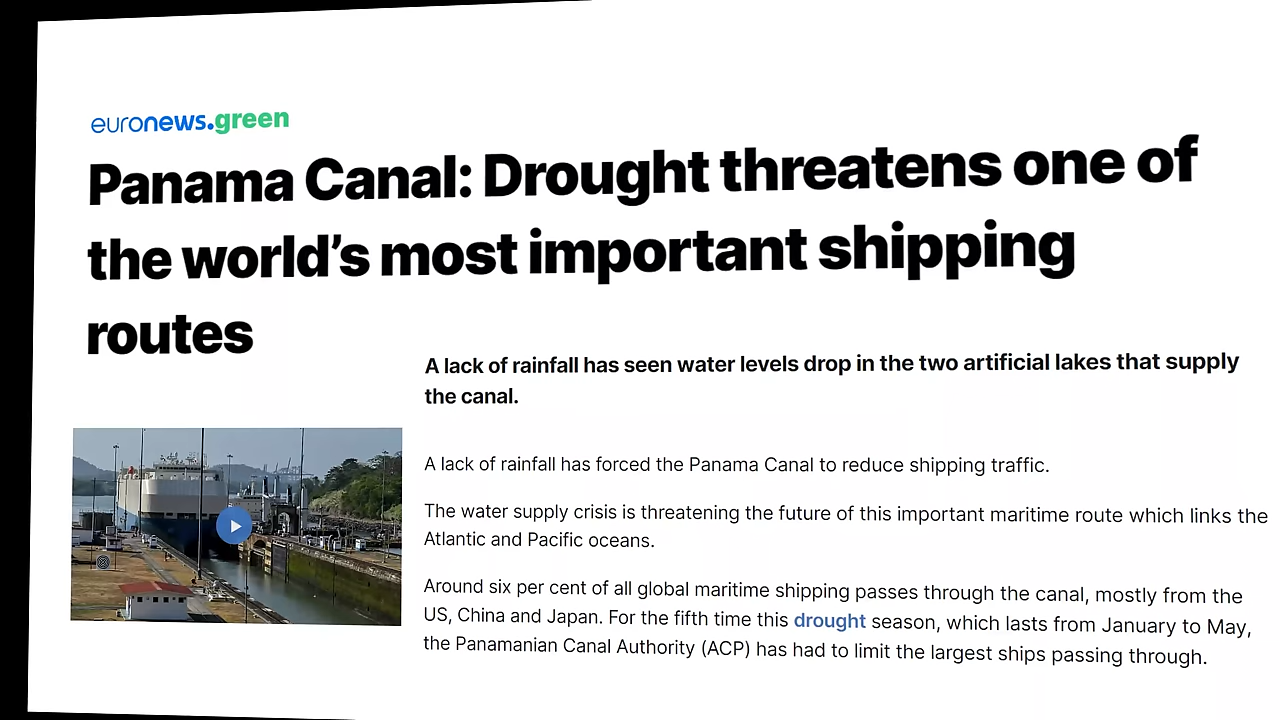 euronews.green
Panama Canal: Drought threatens one of
the world's most important shipping
routes
A lack of rainfall has seen water levels drop in the two artificial lakes that supply
the canal.
A lack of rainfall has forced the Panama Canal to reduce shipping traffic.
The water supply crisis is threatening the future of this important maritime route which links the
Atlantic and Pacific oceans.
Around six per cent of all global maritime shipping passes through the canal, mostly from the
US, China and Japan. For the fifth time this drought season, which lasts from January to May,
the Panamanian Canal Authority (ACP) has had to limit the largest ships passing through.